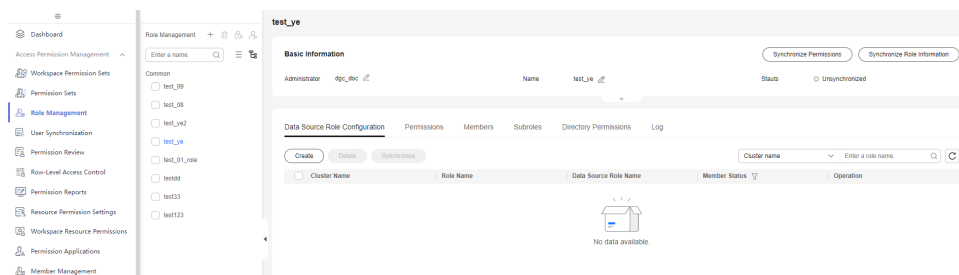 Dashboard
Access Permission Management
Workspace Permission Sets
Permission Sets
Role Management
User Synchronization
Permission Review
Row-Level Access Control
Permission Reports
Resource Permission Settings
Workspace Resource Permissions
Permission Applications
Member Management
Role Management
Enter a name.
Common
test_09
test_08
test_ye2
test_ye
test_01_role
testdd
test33
test123
test_ye
Basic Information
Synchronize Permissions
Synchronize Role Information
Administrator dgc_doc
Name test_ye
Stauts Unsynchronized
Data Source Role Configuration Permissions Members Subroles Directory Permissions Log
Create Delete Synchronous
Cluster name Enter a role name.
Cluster Name Role Name Data Source Role Name Member Status Operation
No data available.